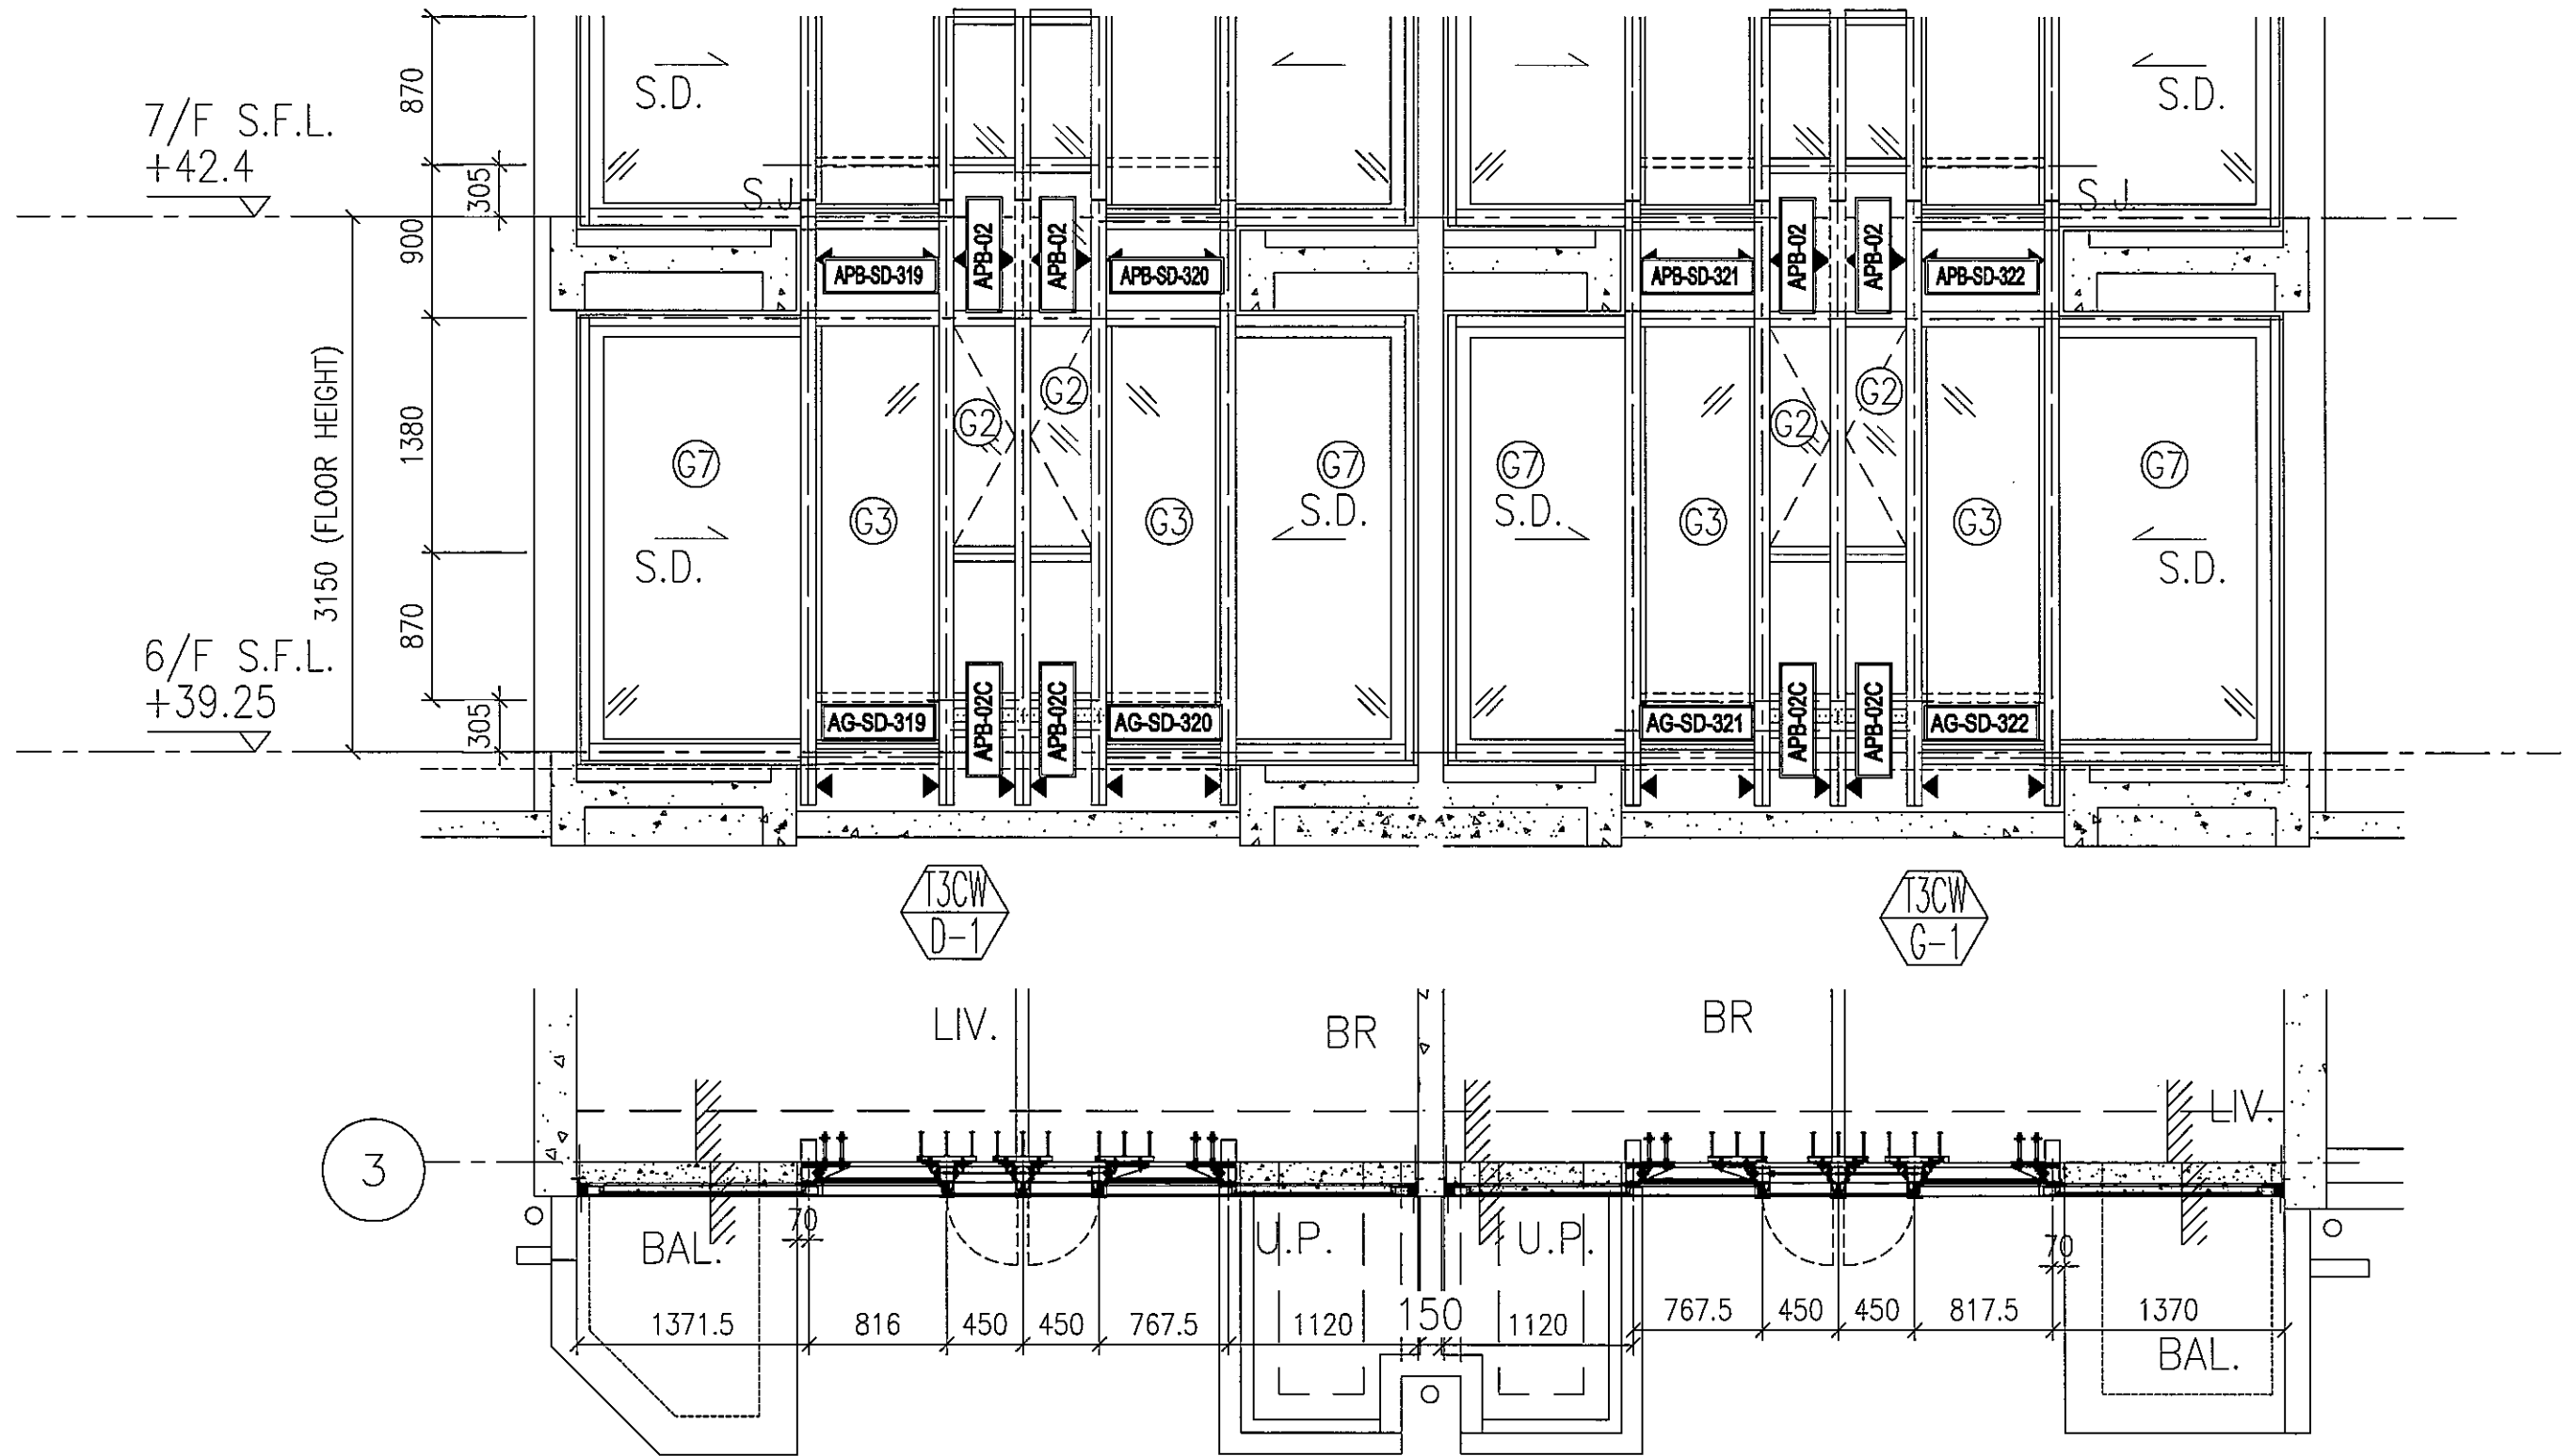 870
S.D.
S.D.
7/F S.F.L.
+42.4
305
S.J
S.J.
900
APB-SD-319
APB-02
APB-02
APB-SD-320
APB-SD-321
APB-02
APB-02
APB-SD-322
3150 (FLOOR HEIGHT)
1380
G2
G2
G2
G2
G7
G7
G7
G7
G3
G3
G3
G3
S.D.
S.D.
S.D.
S.D.
870
6/F S.F.L.
+39.25
305
AG-SD-319
APB-02C
APB-02C
AG-SD-320
AG-SD-321
APB-02C
APB-02C
AG-SD-322
T3CW
D-1
T3CW
G-1
LIV.
BR
BR
LIV.
3
BAL.
70
U.P.
U.P.
70
1371.5
816
450
450
767.5
1120
150
1120
767.5
450
450
817.5
1370
BAL.